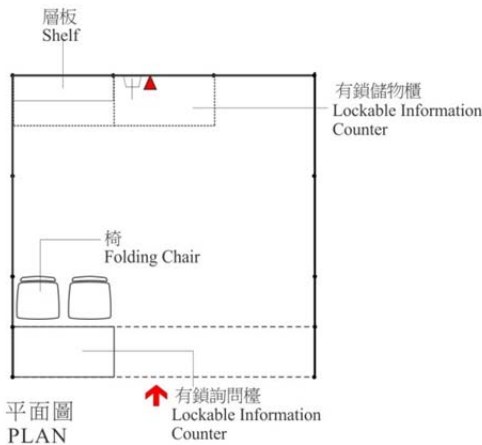 層板
Shelf
有鎖儲物櫃
Lockable Information
Counter
椅
Folding Chair
有鎖詢問檯
Lockable Information
Counter
平面圖
PLAN